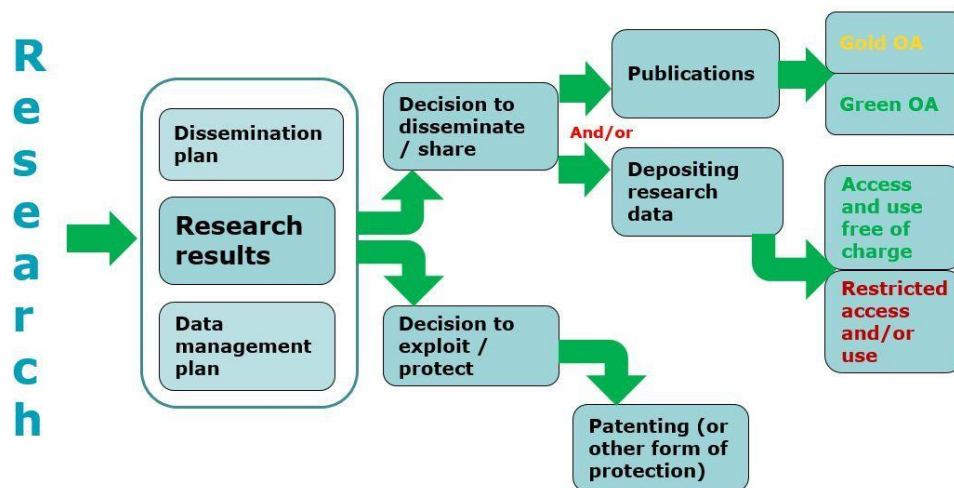 Research
Dissemination
plan
Research
results
Data
management
plan
Decision to
disseminate
/ share
Decision to
exploit /
protect
And/or
Publications
Depositing
research
data
Patenting (or
other form of
protection)
Gold OA
Green OA
Access
and use
free of
charge
Restricted
access
and/or
use